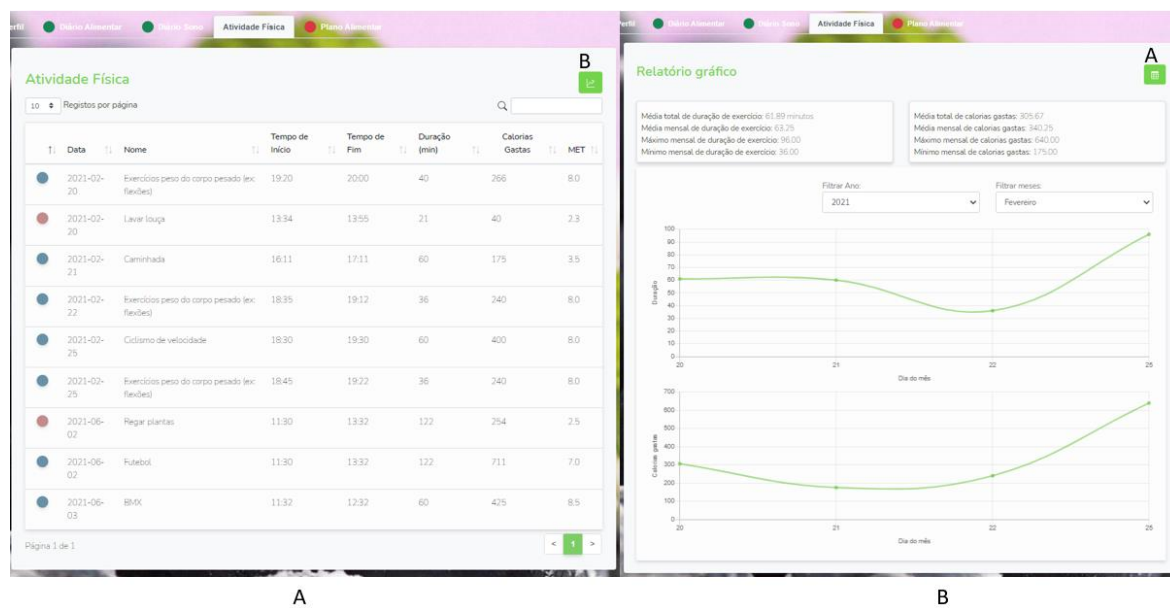 erfil Diário Alimentar Diário Sono Atividade Física Plano Alimentar
B
Atividade Física
10 Registos por página
Data Nome Tempo de Início Tempo de Fim Duração (min) Calorias Gastas MET
2021-02-20 Exercícios peso do corpo pesado (ex: flexões) 19:20 20:00 40 266 8.0
2021-02-20 Lavar louça 13:34 13:55 21 40 2.3
2021-02-21 Caminhada 16:11 17:11 60 175 3.5
2021-02-22 Exercícios peso do corpo pesado (ex: flexões) 18:35 19:12 36 240 8.0
2021-02-25 Ciclismo de velocidade 18:30 19:30 60 400 8.0
2021-02-25 Exercícios peso do corpo pesado (ex: flexões) 18:45 19:22 36 240 8.0
2021-06-02 Regar plantas 11:30 13:32 122 254 2.5
2021-06-02 Futebol 11:30 13:32 122 711 7.0
2021-06-03 BMX 11:32 12:32 60 425 8.5
Página 1 de 1 < 1 >
A
erfil Diário Alimentar Diário Sono Atividade Física Plano Alimentar
A
Relatório gráfico
Média total de duração de exercício: 61.89 minutos
Média mensal de duração de exercício: 63.25
Máximo mensal de duração de exercício: 96.00
Mínimo mensal de duração de exercício: 36.00
Média total de calorias gastas: 305.67
Média mensal de calorias gastas: 340.25
Máximo mensal de calorias gastas: 640.00
Mínimo mensal de calorias gastas: 175.00
Filtrar Ano: Filtrar meses:
2021 Fevereiro
100
90
80
70
60
50
40
30
20
10
0
Duração
20 21 22 25
Dia do mês
700
600
500
400
300
200
100
0
Calorias gastas
20 21 22 25
Dia do mês
B